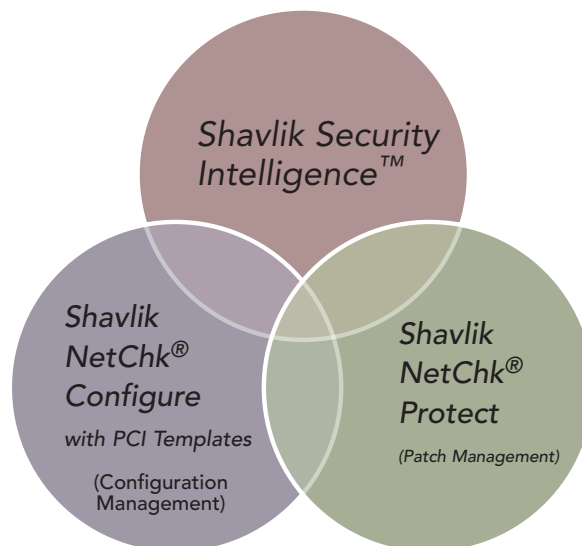 Shavlik Security
Intelligence™
Shavlik
NetChk®
Configure
with PCI Templates
(Configuration
Management)
Shavlik
NetChk®
Protect
(Patch Management)